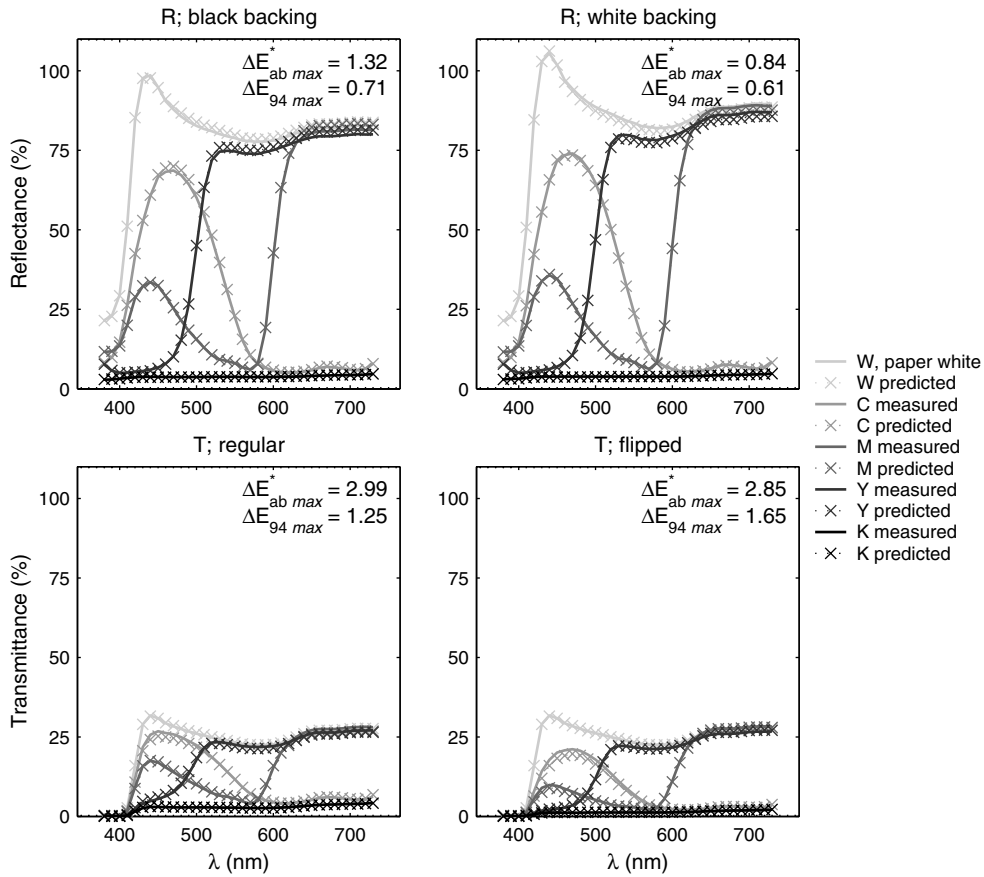 R; black backing
R; white backing
ΔE*ab max = 1.32
ΔE94 max = 0.71
ΔE*ab max = 0.84
ΔE94 max = 0.61
Reflectance (%)
100
75
50
25
0
400 500 600 700
100
75
50
25
0
400 500 600 700
T; regular
T; flipped
ΔE*ab max = 2.99
ΔE94 max = 1.25
ΔE*ab max = 2.85
ΔE94 max = 1.65
Transmittance (%)
100
75
50
25
0
400 500 600 700
λ (nm)
100
75
50
25
0
400 500 600 700
λ (nm)
W, paper white
W predicted
C measured
C predicted
M measured
M predicted
Y measured
Y predicted
K measured
K predicted